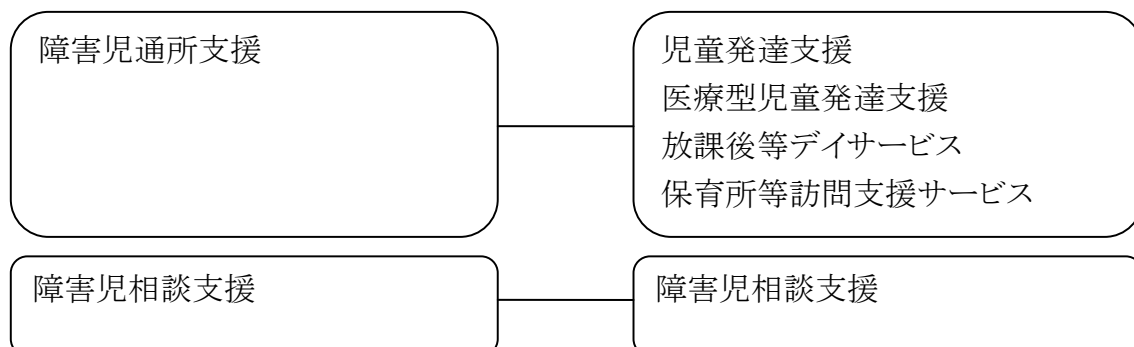 障害児通所支援
児童発達支援
医療型児童発達支援
放課後等デイサービス
保育所等訪問支援サービス
障害児相談支援
障害児相談支援